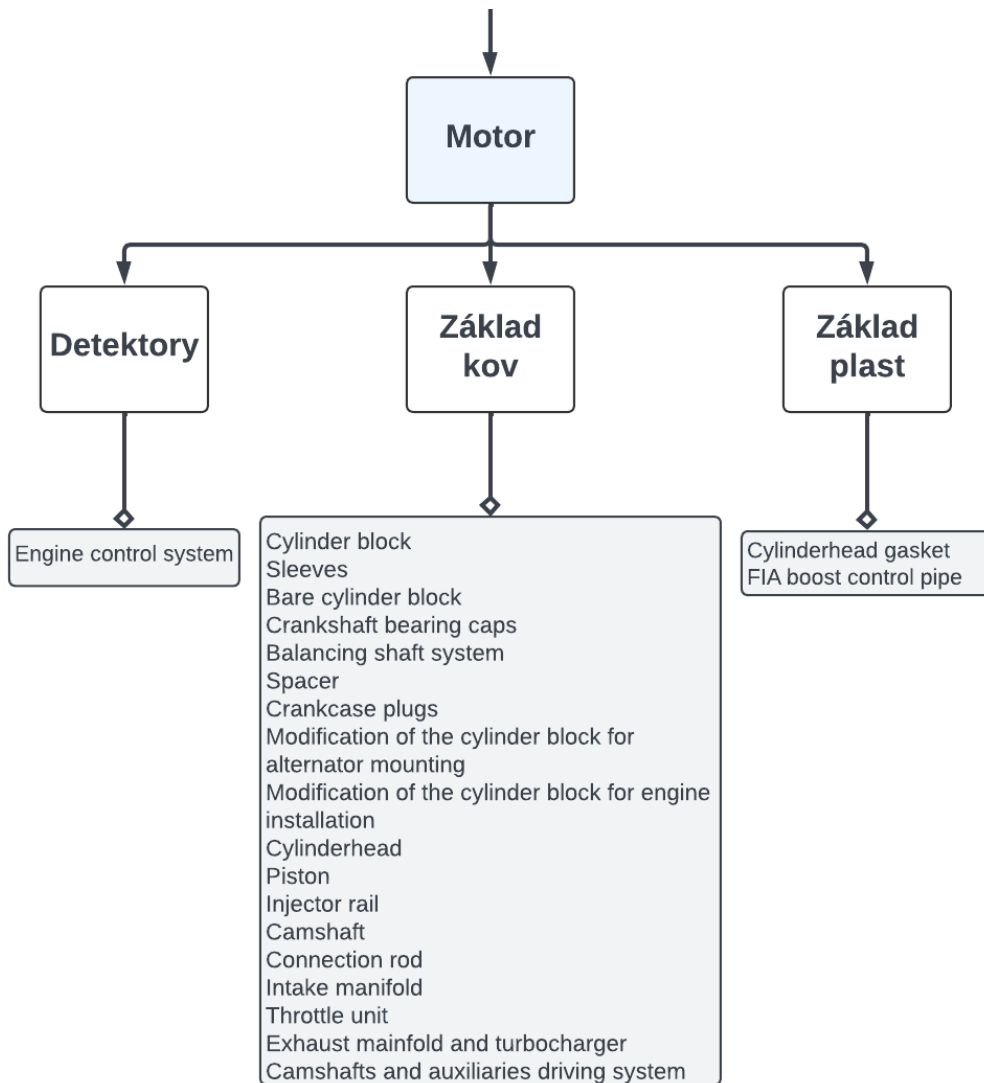 Motor
Detektory
Základ
kov
Základ
plast
Engine control system
Cylinder block
Sleeves
Bare cylinder block
Crankshaft bearing caps
Balancing shaft system
Spacer
Crankcase plugs
Modification of the cylinder block for
alternator mounting
Modification of the cylinder block for engine
installation
Cylinderhead
Piston
Injector rail
Camshaft
Connection rod
Intake manifold
Throttle unit
Exhaust mainfold and turbocharger
Camshafts and auxiliaries driving system
Cylinderhead gasket
FIA boost control pipe